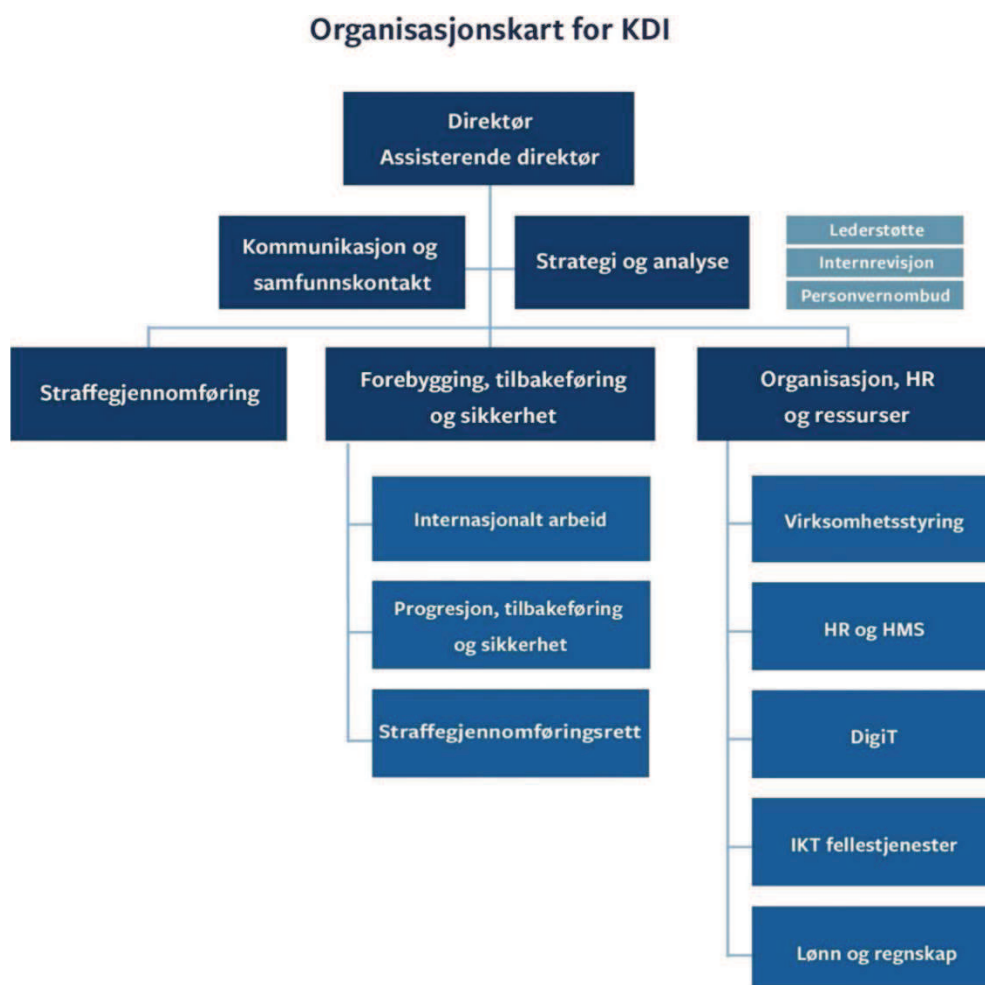 Organisasjonskart for KDI
Direktør
Assisterende direktør
Kommunikasjon og
samfunnskontakt
Strategi og analyse
Lederstøtte
Internrevisjon
Personvernombud
Straffegjennomføring
Forebygging, tilbakeføring
og sikkerhet
Organisasjon, HR
og ressurser
Internasjonalt arbeid
Progresjon, tilbakeføring
og sikkerhet
Straffegjennomføringsrett
Virksomhetsstyring
HR og HMS
DigiT
IKT fellestjenester
Lønn og regnskap